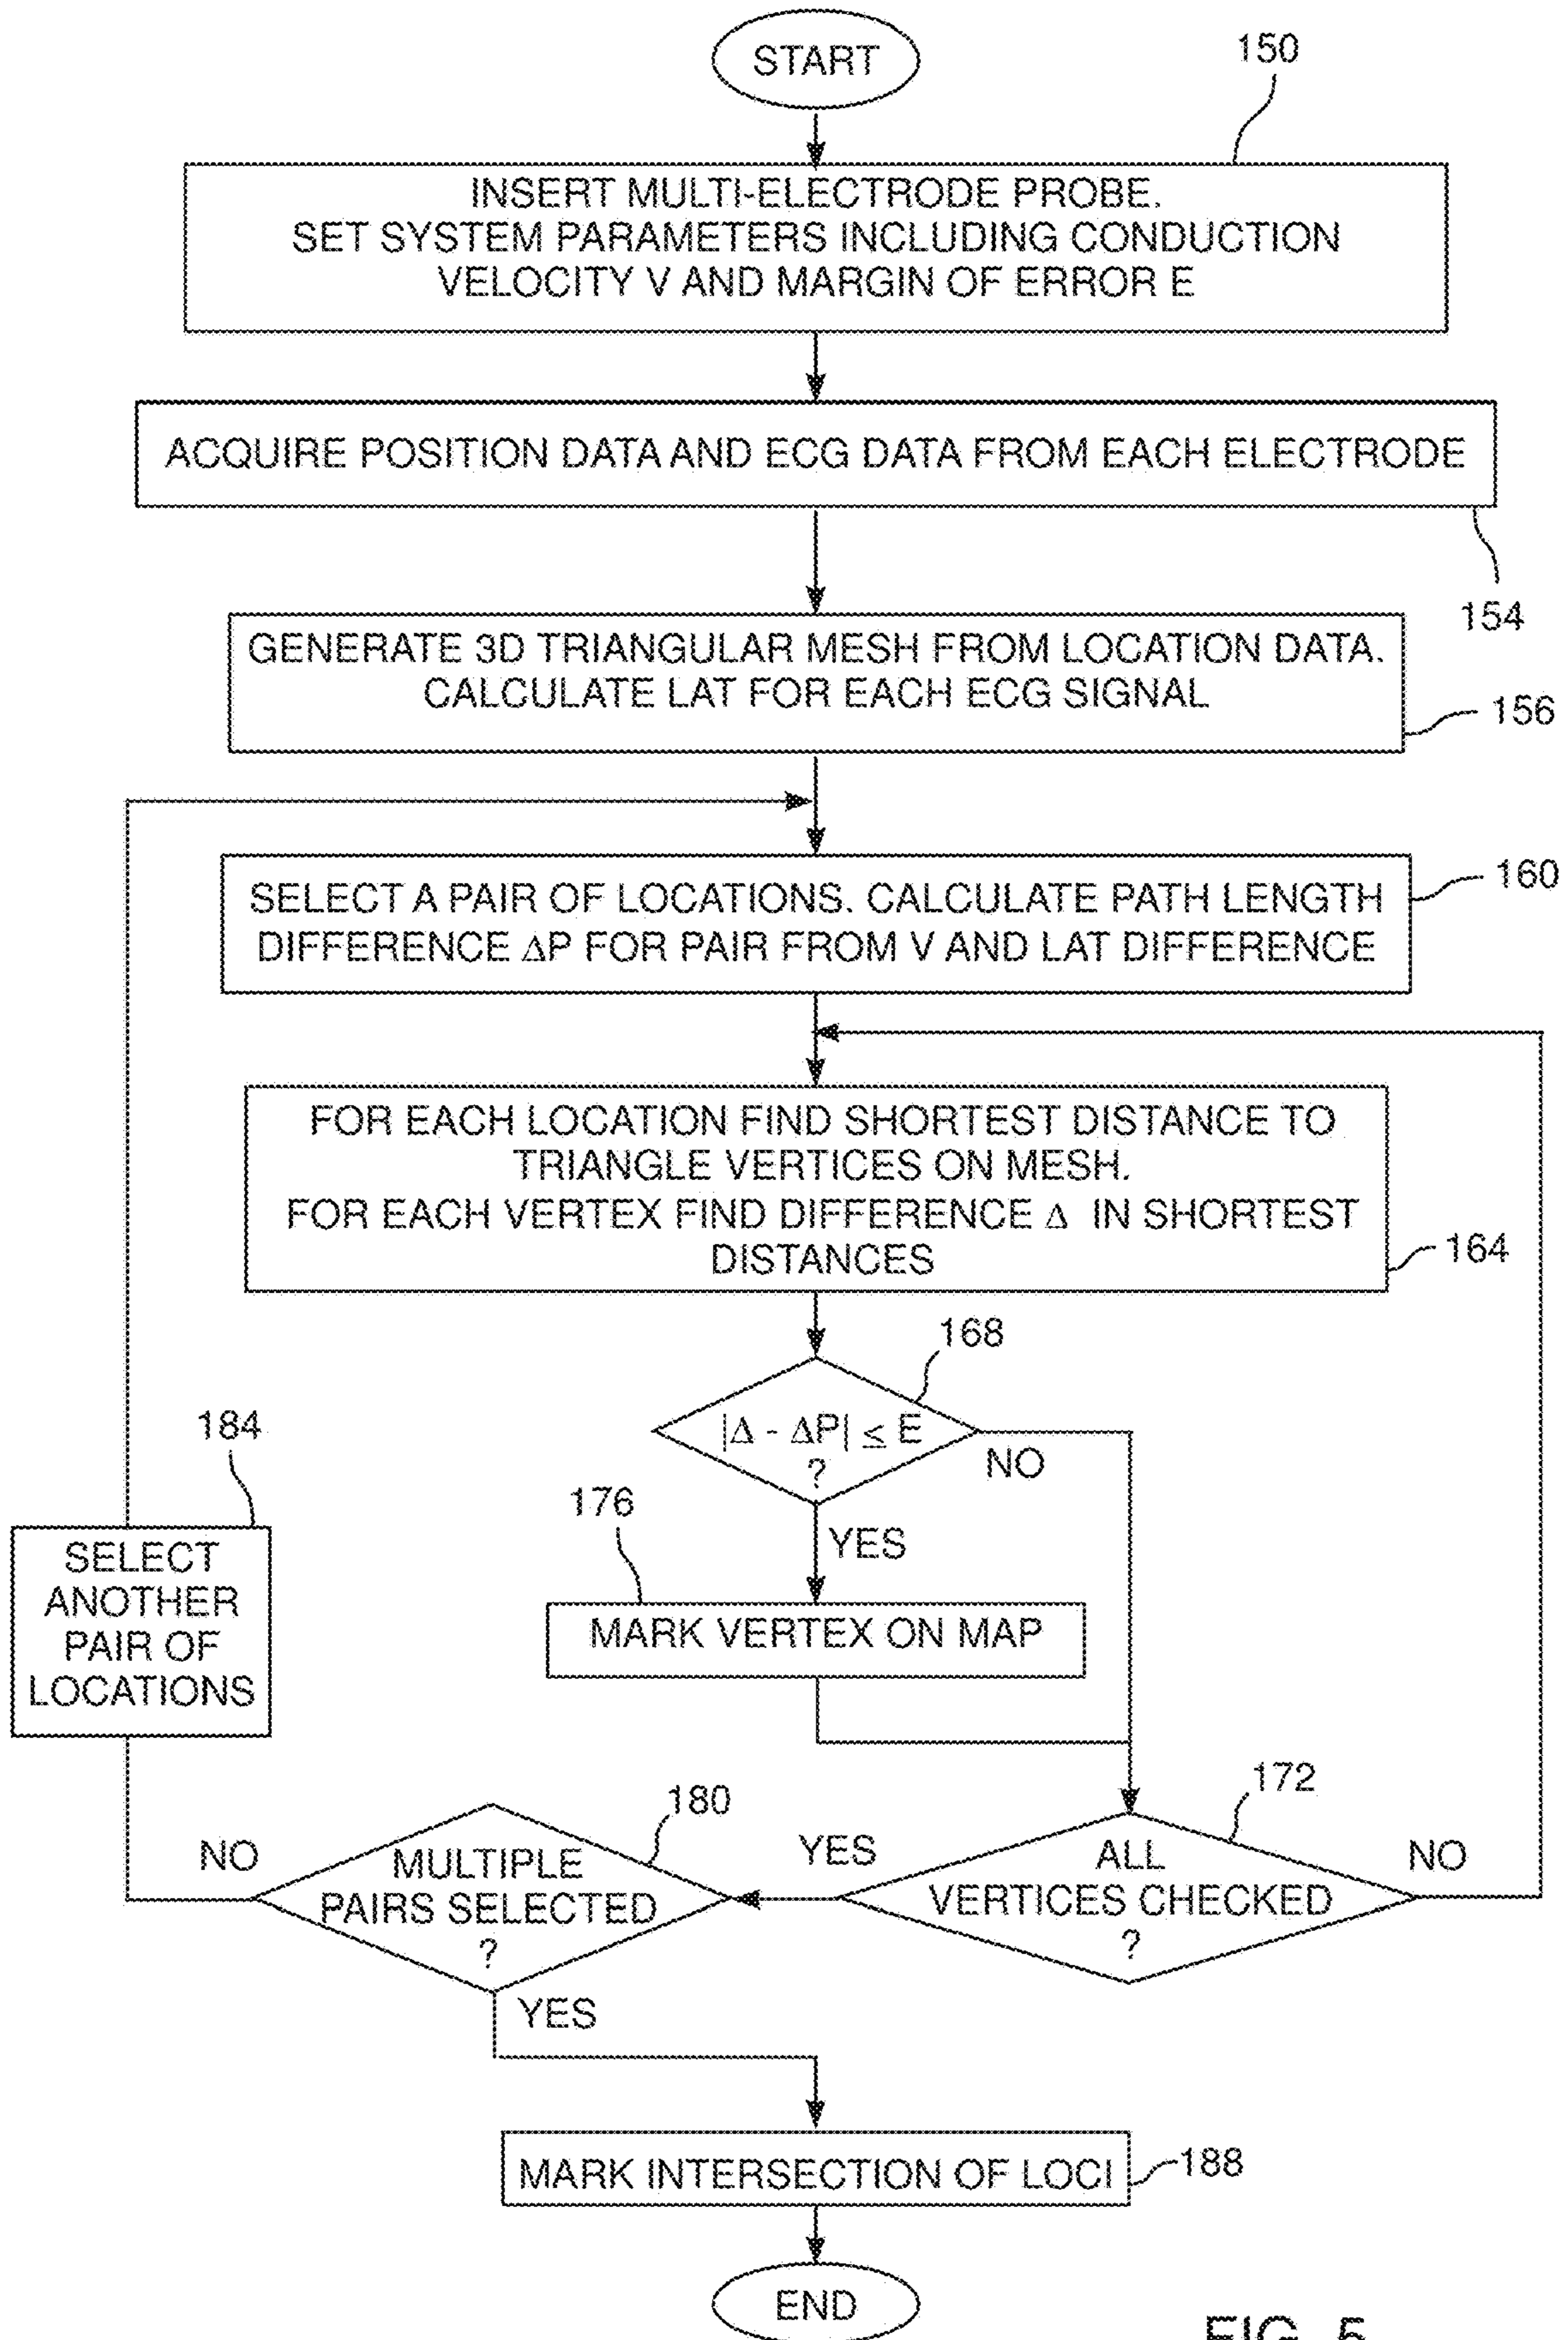 START
150
INSERT MULTI-ELECTRODE PROBE.
SET SYSTEM PARAMETERS INCLUDING CONDUCTION
VELOCITY V AND MARGIN OF ERROR E
ACQUIRE POSITION DATA AND ECG DATA FROM EACH ELECTRODE
154
GENERATE 3D TRIANGULAR MESH FROM LOCATION DATA.
CALCULATE LAT FOR EACH ECG SIGNAL
156
SELECT A PAIR OF LOCATIONS. CALCULATE PATH LENGTH
DIFFERENCE ΔP FOR PAIR FROM V AND LAT DIFFERENCE
160
FOR EACH LOCATION FIND SHORTEST DISTANCE TO
TRIANGLE VERTICES ON MESH.
FOR EACH VERTEX FIND DIFFERENCE Δ IN SHORTEST
DISTANCES
164
168
|Δ - ΔP| ≤ E
?
NO
YES
176
MARK VERTEX ON MAP
184
SELECT
ANOTHER
PAIR OF
LOCATIONS
172
ALL
VERTICES CHECKED
?
NO
YES
180
MULTIPLE
PAIRS SELECTED
?
NO
YES
MARK INTERSECTION OF LOCI
188
END
FIG. 5